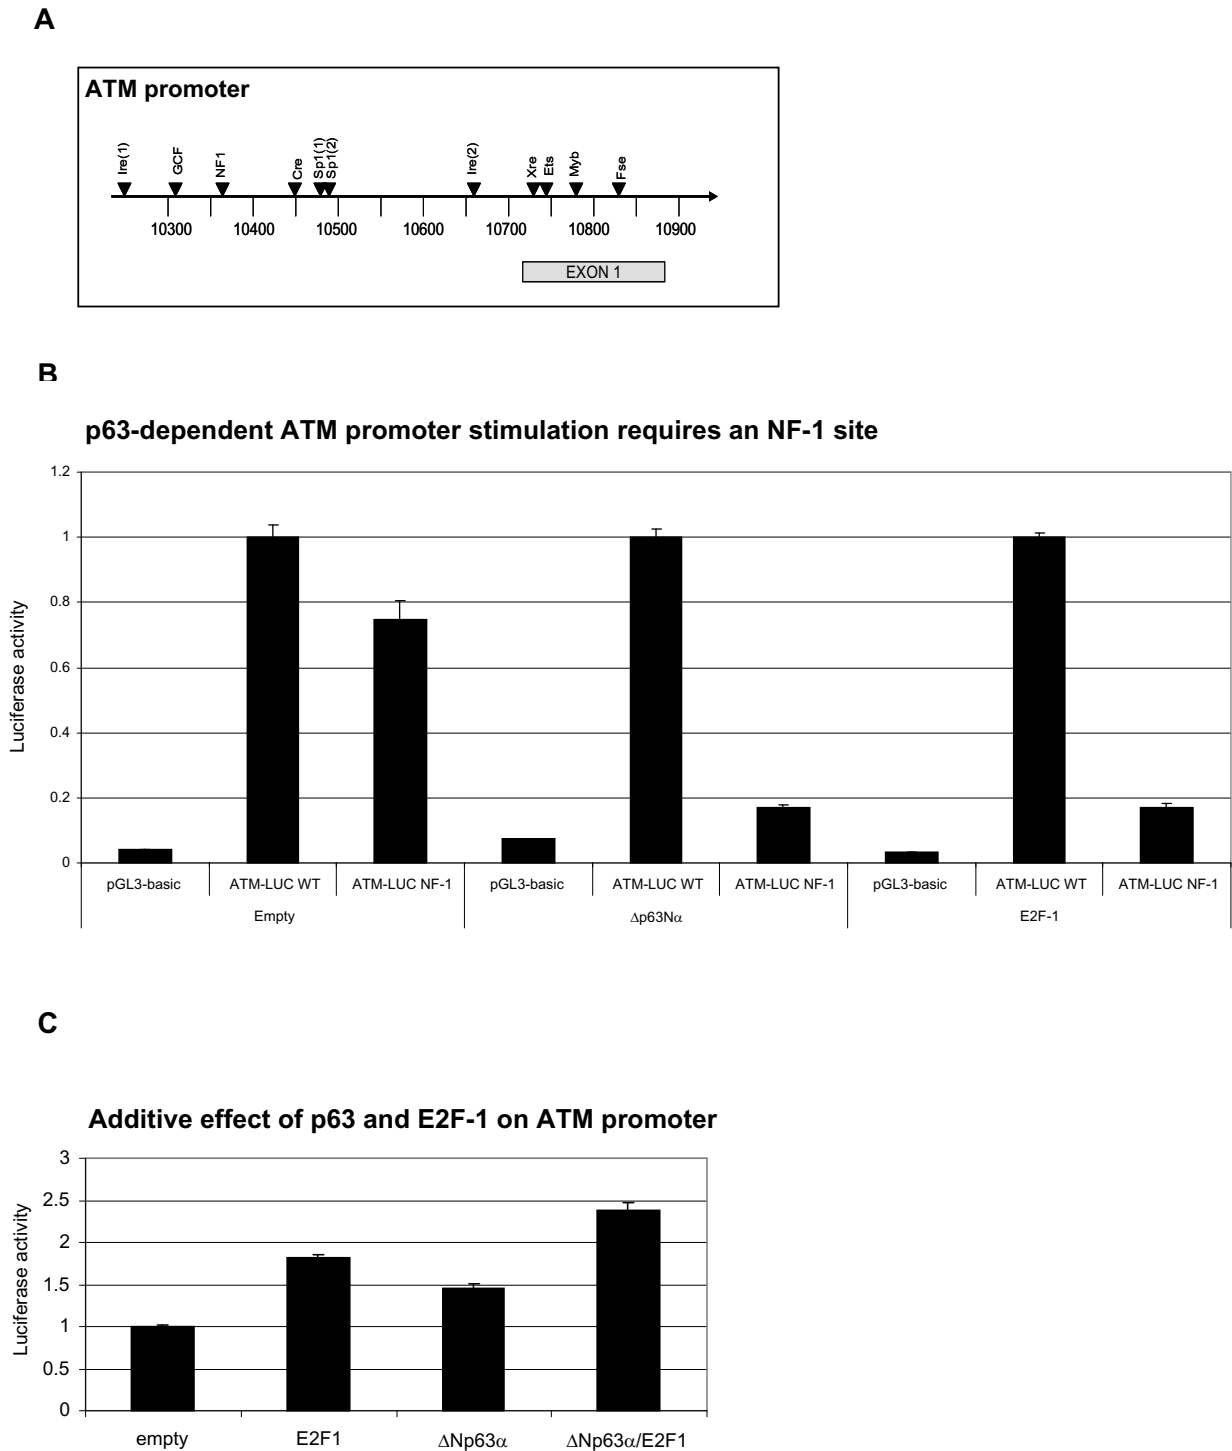 A
ATM promoter
Ire(1)
GCF
NF1
Cre
Sp1(1)
Sp1(2)
Ire(2)
Xre
Ets
Myb
Fse
10300 10400 10500 10600 10700 10800 10900
EXON 1
B
p63-dependent ATM promoter stimulation requires an NF-1 site
Luciferase activity
1.2
1
0.8
0.6
0.4
0.2
0
pGL3-basic ATM-LUC WT ATM-LUC NF-1 pGL3-basic ATM-LUC WT ATM-LUC NF-1 pGL3-basic ATM-LUC WT ATM-LUC NF-1
Empty Δp63Nα E2F-1
C
Additive effect of p63 and E2F-1 on ATM promoter
Luciferase activity
3
2.5
2
1.5
1
0.5
0
empty E2F1 ΔNp63α ΔNp63α/E2F1